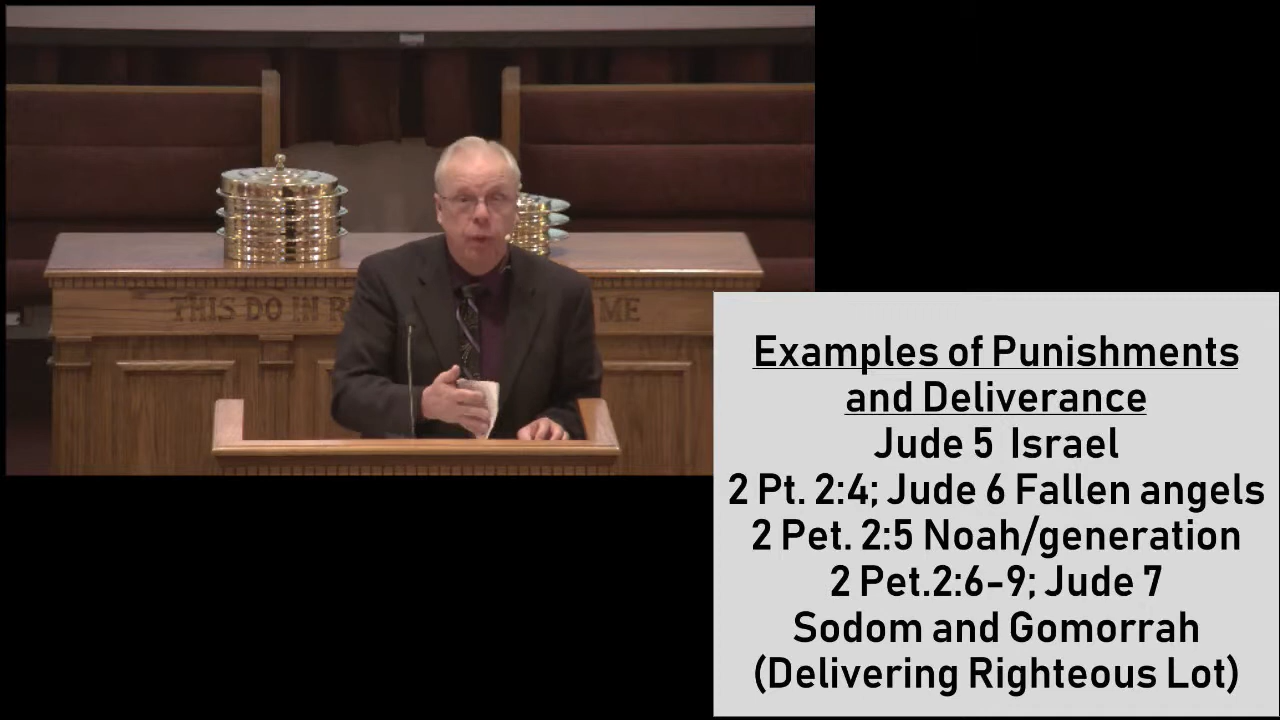 THIS DO IN R ME
Examples of Punishments
and Deliverance
Jude 5 Israel
2 Pt. 2:4; Jude 6 Fallen angels
2 Pet. 2:5 Noah/generation
2 Pet.2:6-9; Jude 7
Sodom and Gomorrah
(Delivering Righteous Lot)